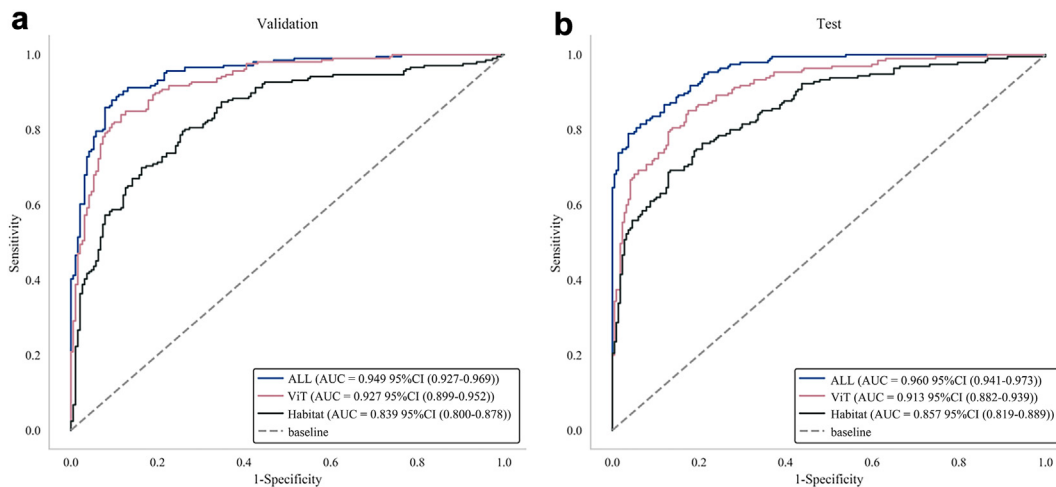 a
Validation
Sensitivity
1.0
0.8
0.6
0.4
0.2
0.0
0.0 0.2 0.4 0.6 0.8 1.0
1-Specificity
ALL (AUC = 0.949 95%CI (0.927-0.969))
ViT (AUC = 0.927 95%CI (0.899-0.952))
Habitat (AUC = 0.839 95%CI (0.800-0.878))
baseline
b
Test
Sensitivity
1.0
0.8
0.6
0.4
0.2
0.0
0.0 0.2 0.4 0.6 0.8 1.0
1-Specificity
ALL (AUC = 0.960 95%CI (0.941-0.973))
ViT (AUC = 0.913 95%CI (0.882-0.939))
Habitat (AUC = 0.857 95%CI (0.819-0.889))
baseline